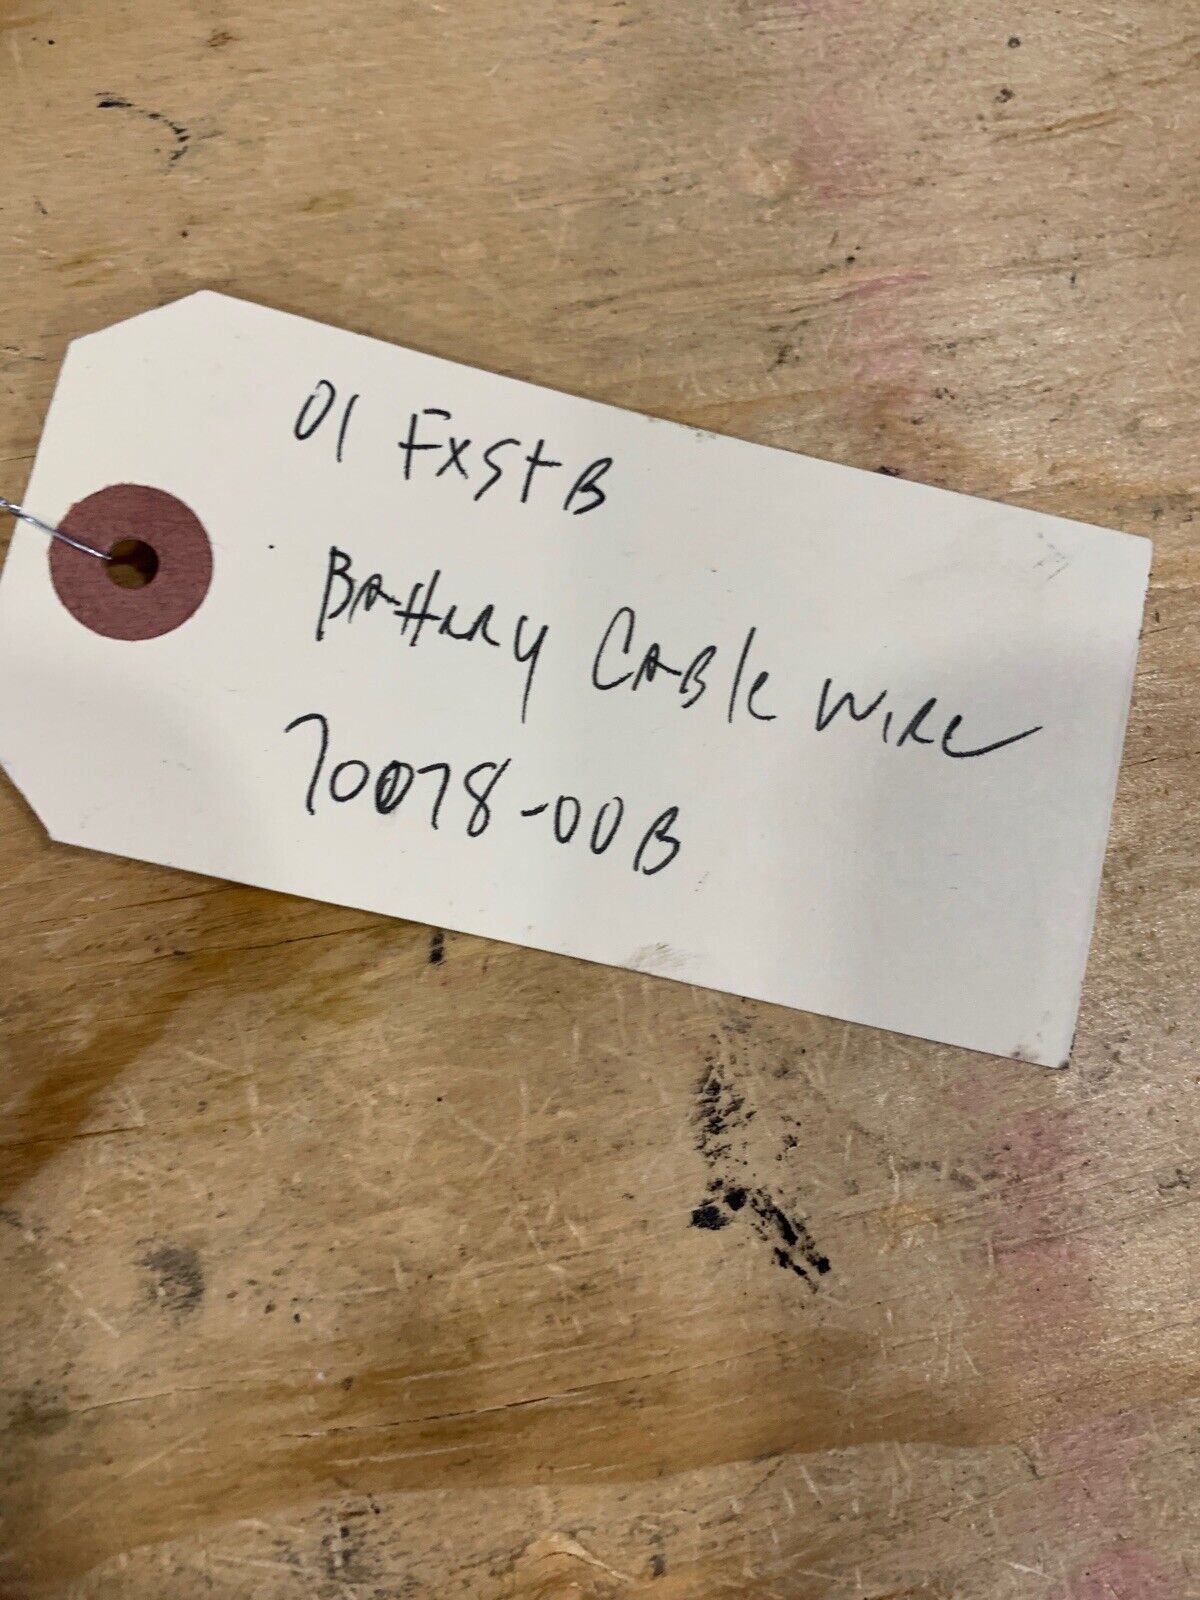 01 FXStB
BAttery CABle wire
70078-00B